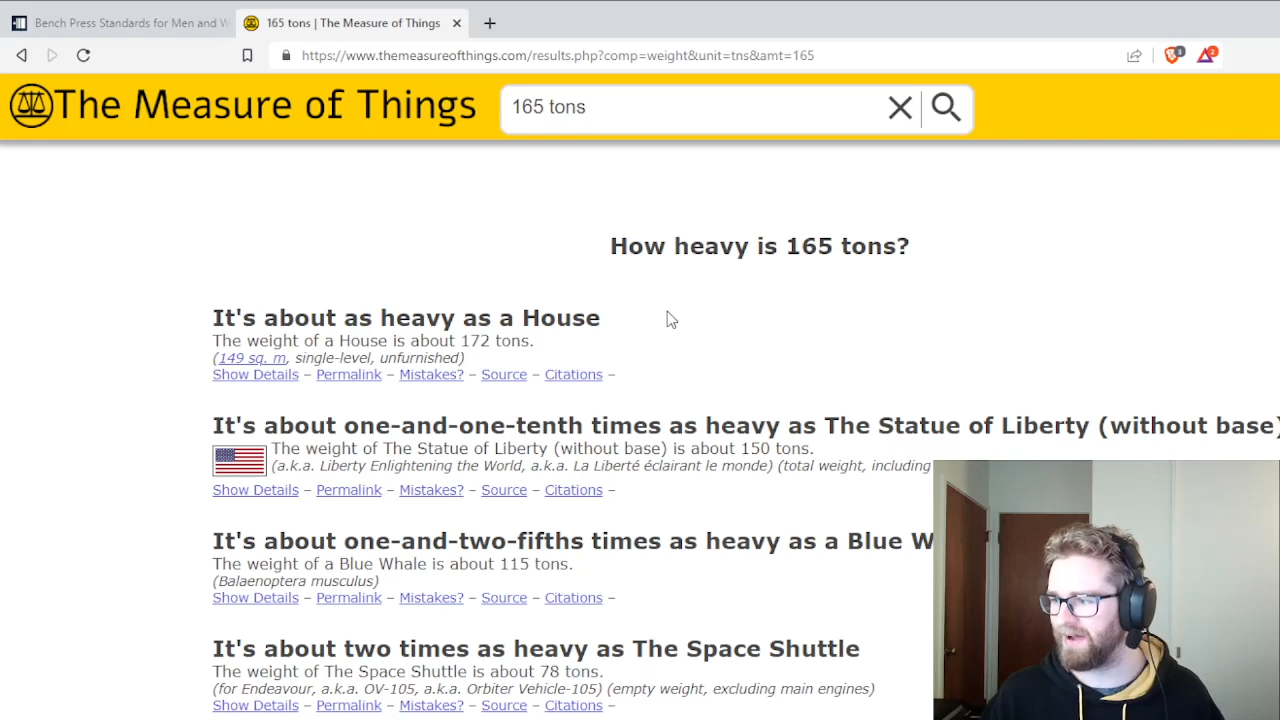 Bench Press Standards for Men and W
165 tons | The Measure of Things
https://www.themeasureofthings.com/results.php?comp=weight&unit=tns&amt=165
3
2
The Measure of Things
165 tons
How heavy is 165 tons?
It's about as heavy as a House
The weight of a House is about 172 tons.
(149 sq. m, single-level, unfurnished)
Show Details – Permalink – Mistakes? – Source – Citations –
It's about one-and-one-tenth times as heavy as The Statue of Liberty (without base)
The weight of The Statue of Liberty (without base) is about 150 tons.
(a.k.a. Liberty Enlightening the World, a.k.a. La Liberté éclairant le monde) (total weight, including
Show Details – Permalink – Mistakes? – Source – Citations –
It's about one-and-two-fifths times as heavy as a Blue W
The weight of a Blue Whale is about 115 tons.
(Balaenoptera musculus)
Show Details – Permalink – Mistakes? – Source – Citations –
It's about two times as heavy as The Space Shuttle
The weight of The Space Shuttle is about 78 tons.
(for Endeavour, a.k.a. OV-105, a.k.a. Orbiter Vehicle-105) (empty weight, excluding main engines)
Show Details – Permalink – Mistakes? – Source – Citations –